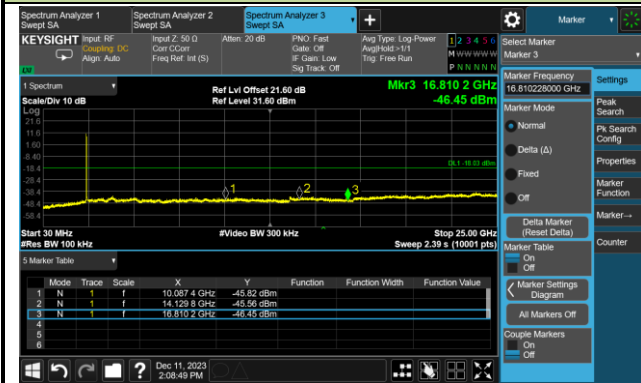 Spectrum Analyzer 1
Swept SA
Spectrum Analyzer 2
Swept SA
Spectrum Analyzer 3
Swept SA
+
Marker
KEYSIGHT
Input: RF
Coupling: DC
Align: Auto
Input Z: 50 Ω
Corr CCorr
Freq Ref: Int (S)
Atten: 20 dB
PNO: Fast
Gate: Off
IF Gain: Low
Sig Track: Off
Avg Type: Log-Power
Avg|Hold:>1/1
Trig: Free Run
1 2 3 4 5 6
M W W W W W
P N N N N N
Select Marker
Marker 3
1 Spectrum
Scale/Div 10 dB
Ref Lvl Offset 21.60 dB
Ref Level 31.60 dBm
Mkr3 16.810 2 GHz
-46.45 dBm
Log
21.6
11.6
1.60
-8.40
-18.4
-28.4
-38.4
-48.4
-58.4
DL1 -18.03 dBm
1
2
3
Start 30 MHz
#Res BW 100 kHz
#Video BW 300 kHz
Stop 25.00 GHz
Sweep 2.39 s (10001 pts)
5 Marker Table
Mode Trace Scale X Y Function Function Width Function Value
1 N 1 f 10.087 4 GHz -45.82 dBm
2 N 1 f 14.129 8 GHz -45.56 dBm
3 N 1 f 16.810 2 GHz -46.45 dBm
4
5
6
Marker Frequency
16.810228000 GHz
Marker Mode
Normal
Delta (Δ)
Fixed
Off
Delta Marker
(Reset Delta)
Marker Table
On
Off
Marker Settings
Diagram
All Markers Off
Couple Markers
On
Off
Settings
Peak
Search
Pk Search
Config
Properties
Marker
Function
Marker→
Counter
?
Dec 11, 2023
2:08:49 PM